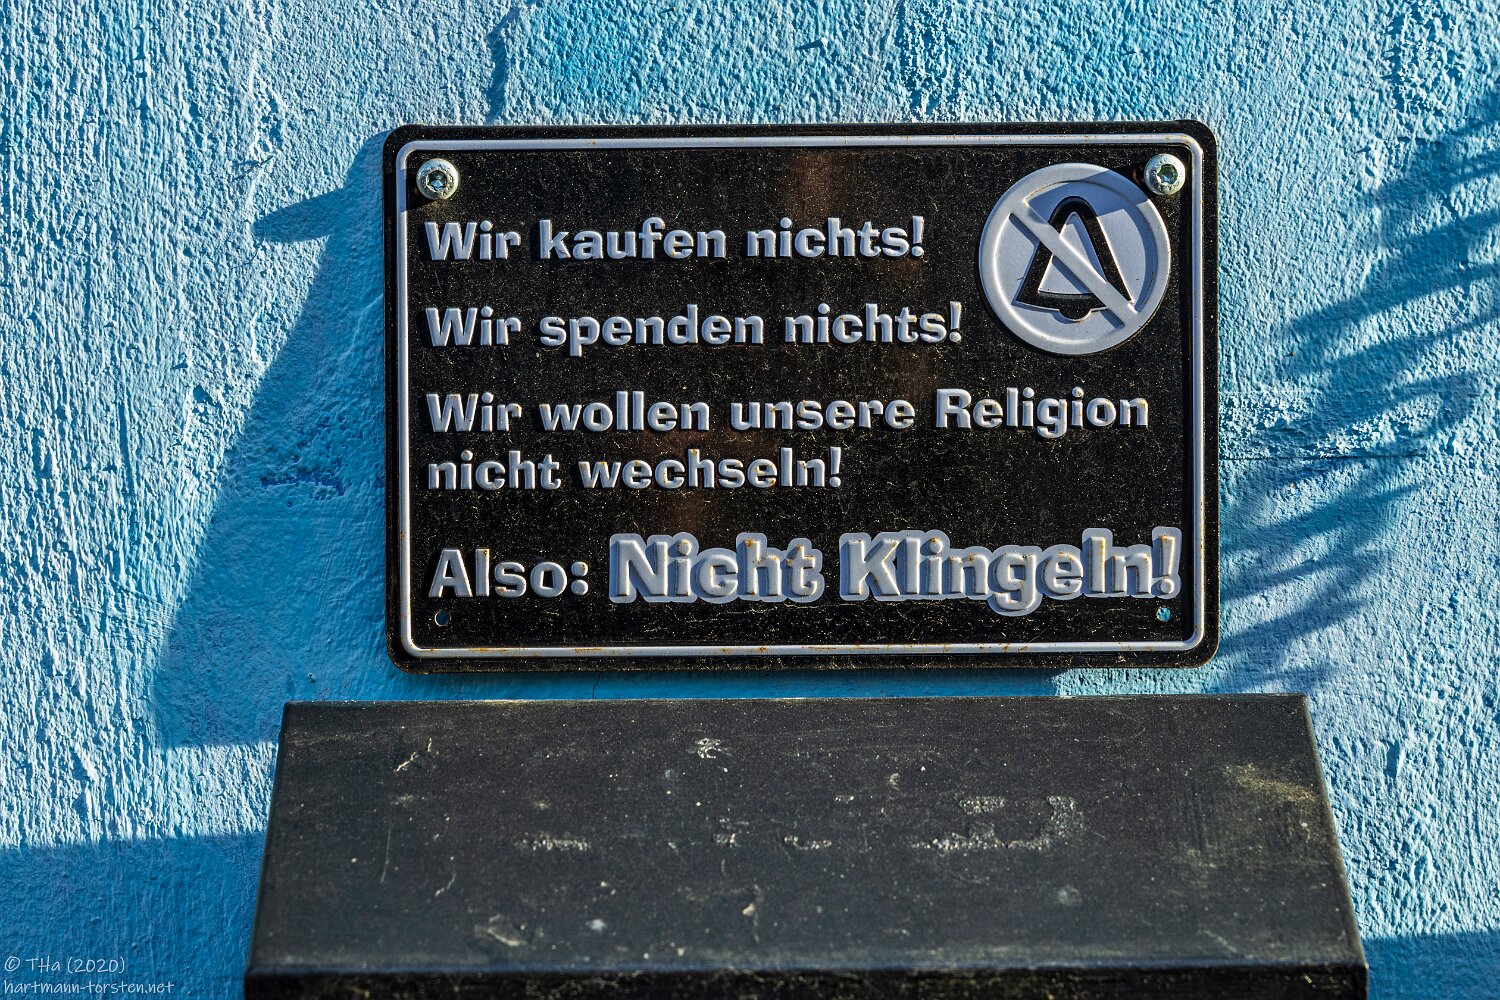 Wir kaufen nichts!
Wir spenden nichts!
Wir wollen unsere Religion
nicht wechseln!
Also: Nicht Klingeln!
© THa (2020)
hartmann-torsten.net